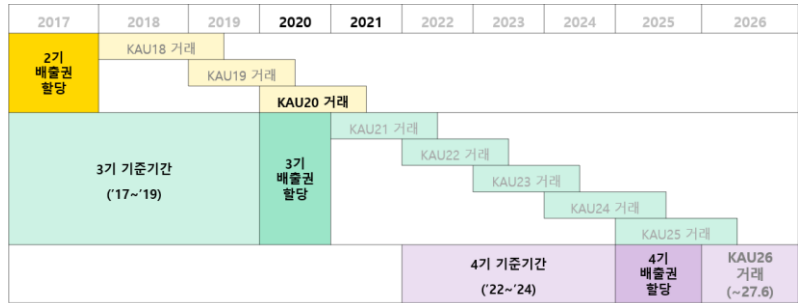 2017 2018 2019 2020 2021 2022 2023 2024 2025 2026
2기
배출권
할당
KAU18 거래
KAU19 거래
KAU20 거래
3기 기준기간
('17~'19)
3기
배출권
할당
KAU21 거래
KAU22 거래
KAU23 거래
KAU24 거래
KAU25 거래
4기 기준기간
('22~'24)
4기
배출권
할당
KAU26
거래
(~27.6)